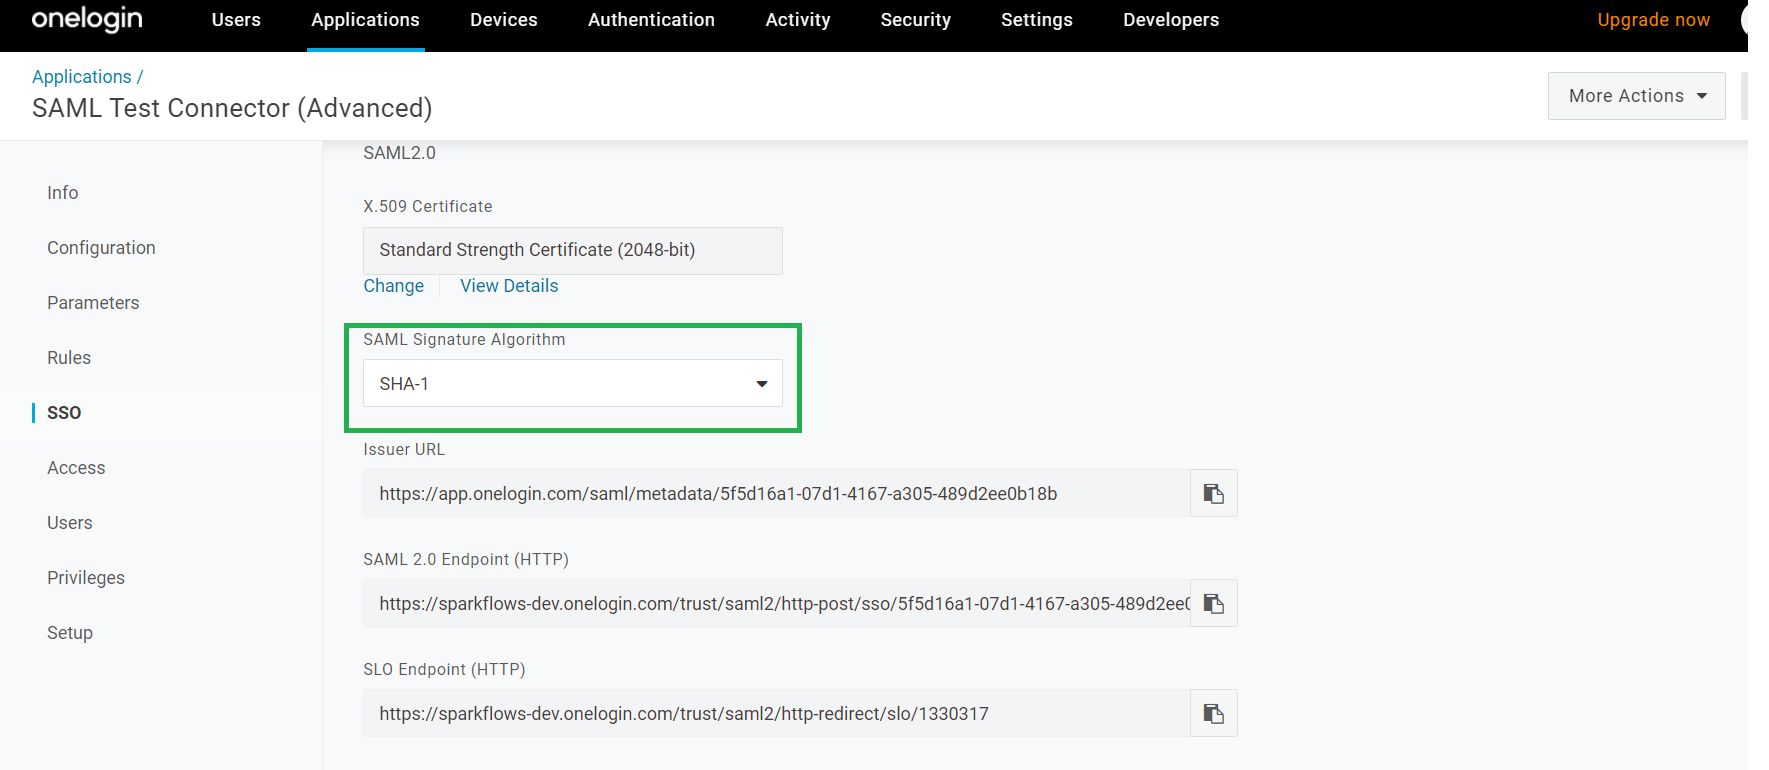 onelogin Users Applications Devices Authentication Activity Security Settings Developers Upgrade now
Applications /
SAML Test Connector (Advanced)
More Actions
SAML2.0
Info
Configuration
Parameters
Rules
SSO
Access
Users
Privileges
Setup
X.509 Certificate
Standard Strength Certificate (2048-bit)
Change View Details
SAML Signature Algorithm
SHA-1
Issuer URL
https://app.onelogin.com/saml/metadata/5f5d16a1-07d1-4167-a305-489d2ee0b18b
SAML 2.0 Endpoint (HTTP)
https://sparkflows-dev.onelogin.com/trust/saml2/http-post/sso/5f5d16a1-07d1-4167-a305-489d2ee0
SLO Endpoint (HTTP)
https://sparkflows-dev.onelogin.com/trust/saml2/http-redirect/slo/1330317